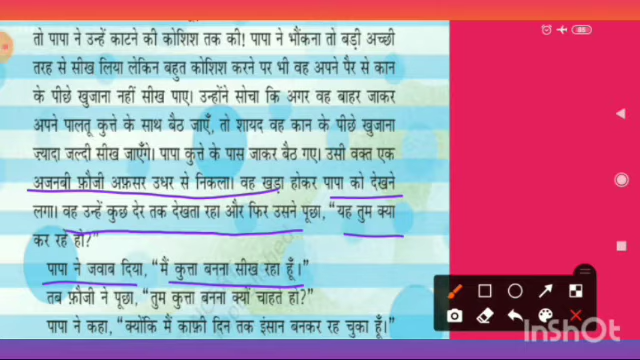 तो पापा ने उन्हें काटने की कोशिश तक की! पापा ने भौंकना तो बड़ी अच्छी
तरह से सीख लिया लेकिन बहुत कोशिश करने पर भी वह अपने पैर से कान
के पीछे खुजाना नहीं सीख पाए। उन्होंने सोचा कि अगर वह बाहर जाकर
अपने पालतू कुत्ते के साथ बैठ जाएँ, तो शायद वह कान के पीछे खुजाना
ज़्यादा जल्दी सीख जाएँगे। पापा कुत्ते के पास जाकर बैठ गए। उसी वक्त एक
अजनबी फ़ौजी अफ़सर उधर से निकला। वह खड़ा होकर पापा को देखने
लगा। वह उन्हें कुछ देर तक देखता रहा और फिर उसने पूछा, “यह तुम क्या
कर रहे हो?”
पापा ने जवाब दिया, “मैं कुत्ता बनना सीख रहा हूँ।”
तब फ़ौजी ने पूछा, “तुम कुत्ता बनना क्यों चाहते हो?”
पापा ने कहा, “क्योंकि मैं काफ़ी दिन तक इंसान बनकर रह चुका हूँ।”
InShOt